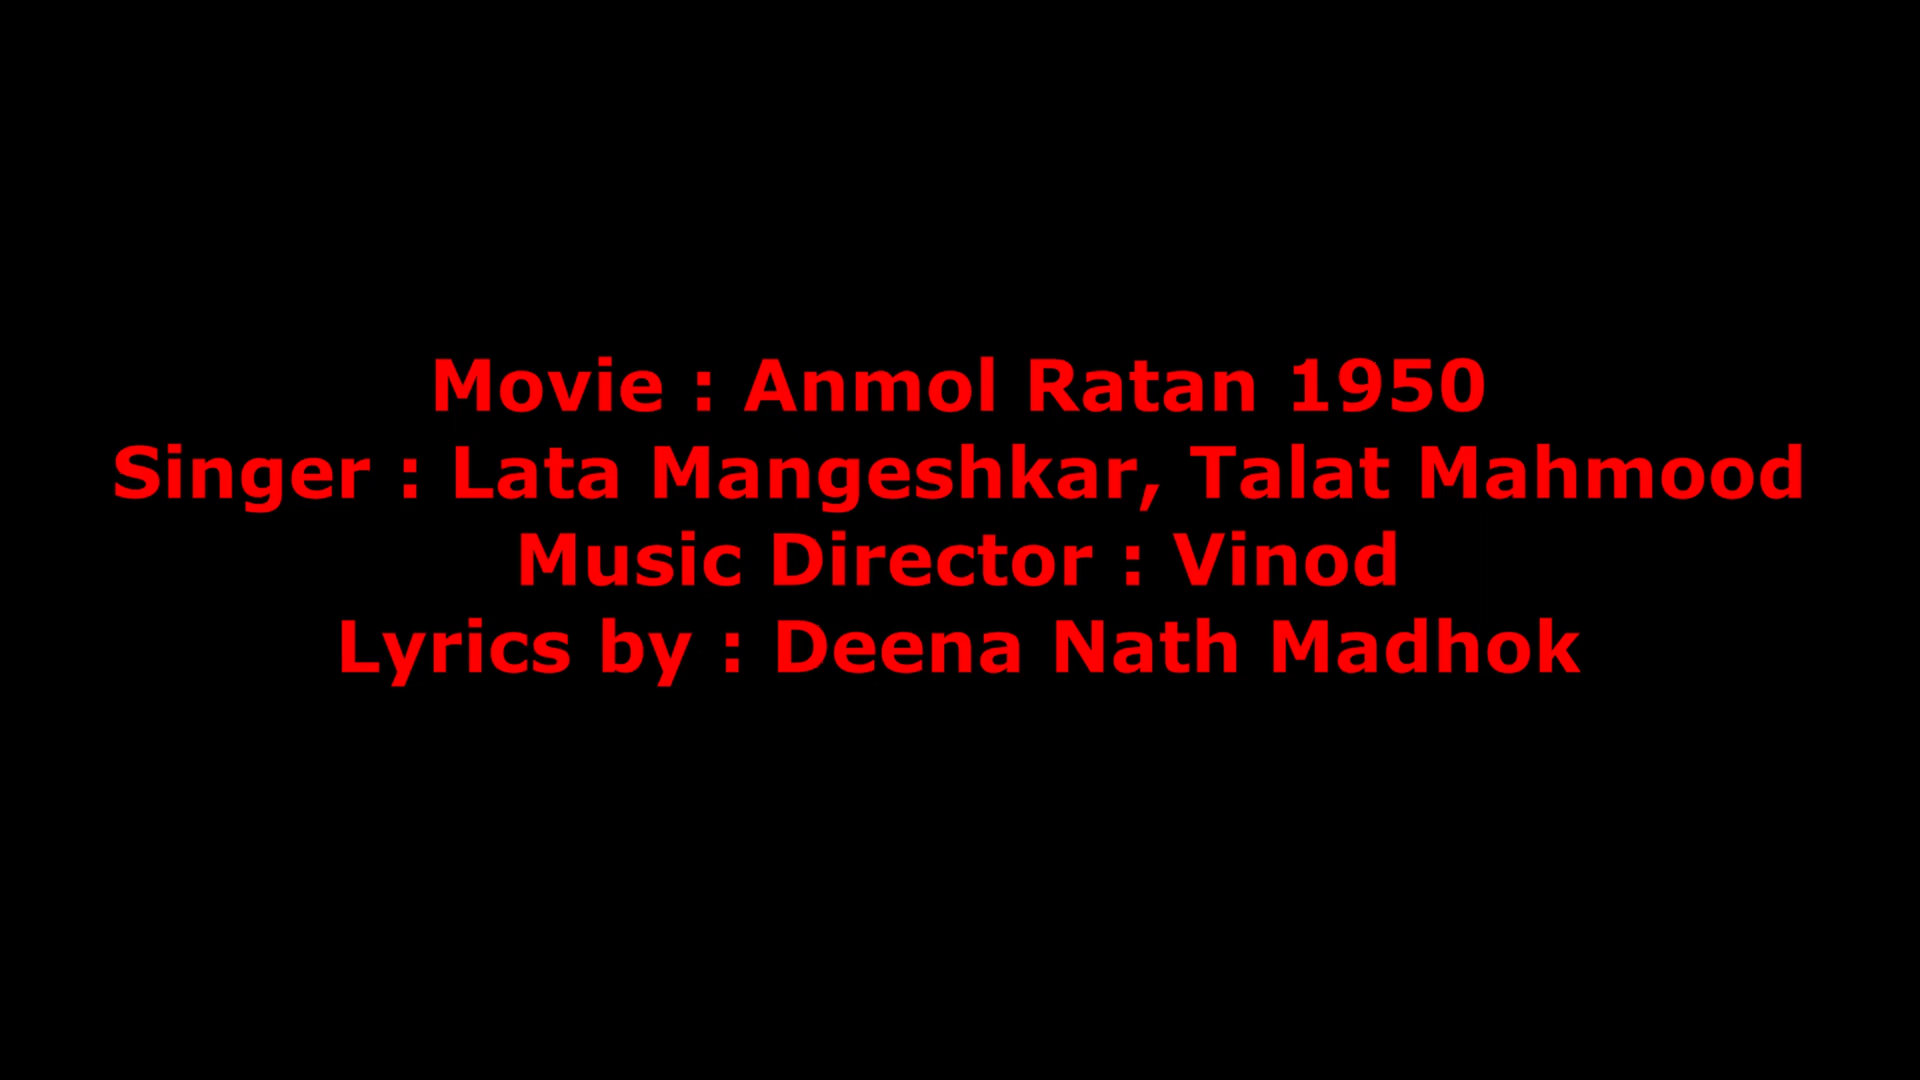 Movie : Anmol Ratan 1950
Singer : Lata Mangeshkar, Talat Mahmood
Music Director : Vinod
Lyrics by : Deena Nath Madhok